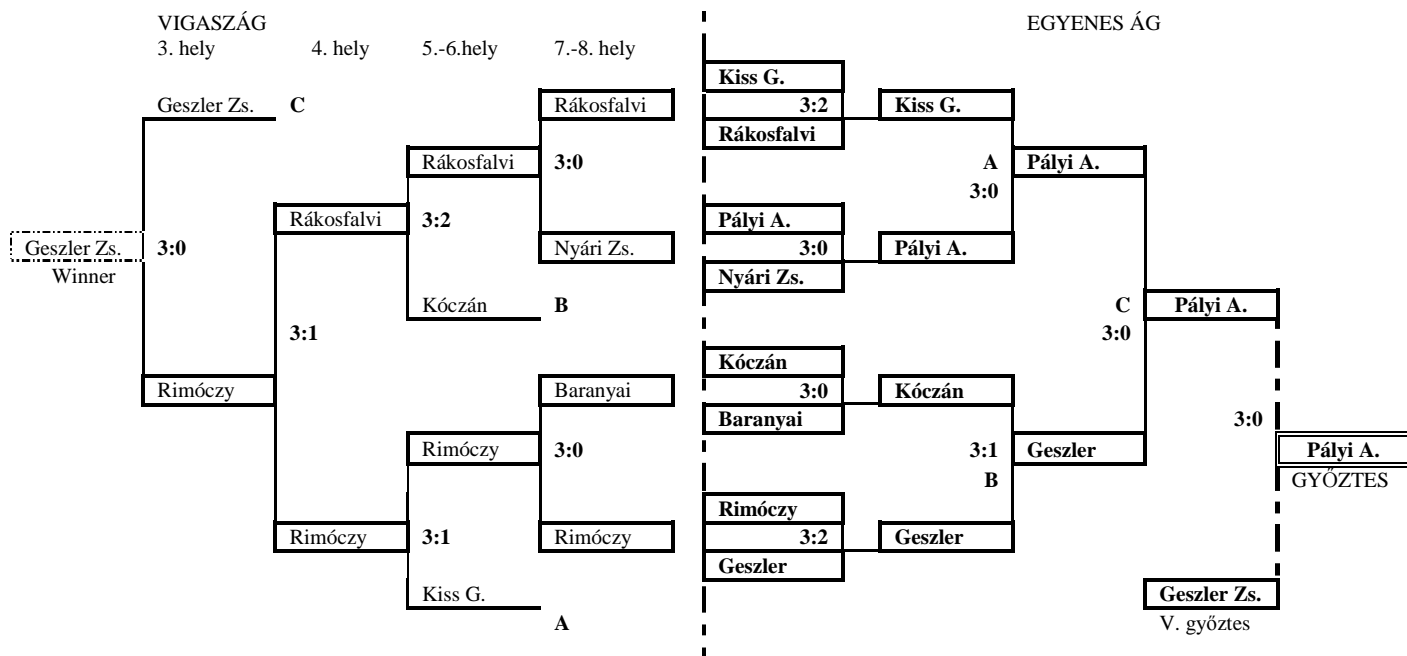 VIGASZÁG EGYENES ÁG
3. hely 4. hely 5.-6.hely 7.-8. hely
Kiss G.
Geszler Zs. C Rákosfalvi 3:2 Kiss G.
Rákosfalvi
Rákosfalvi 3:0 A Pályi A.
3:0
Rákosfalvi 3:2 Pályi A.
Geszler Zs. 3:0 Nyári Zs. 3:0 Pályi A.
Winner Nyári Zs.
Kóczán B C Pályi A.
3:1 3:0
Kóczán
Rimóczy Baranyai 3:0 Kóczán
Baranyai 3:0
Rimóczy 3:0 3:1 Geszler Pályi A.
B GYŐZTES
Rimóczy
Rimóczy 3:1 Rimóczy 3:2 Geszler
Geszler
Kiss G. Geszler Zs.
A V. győztes